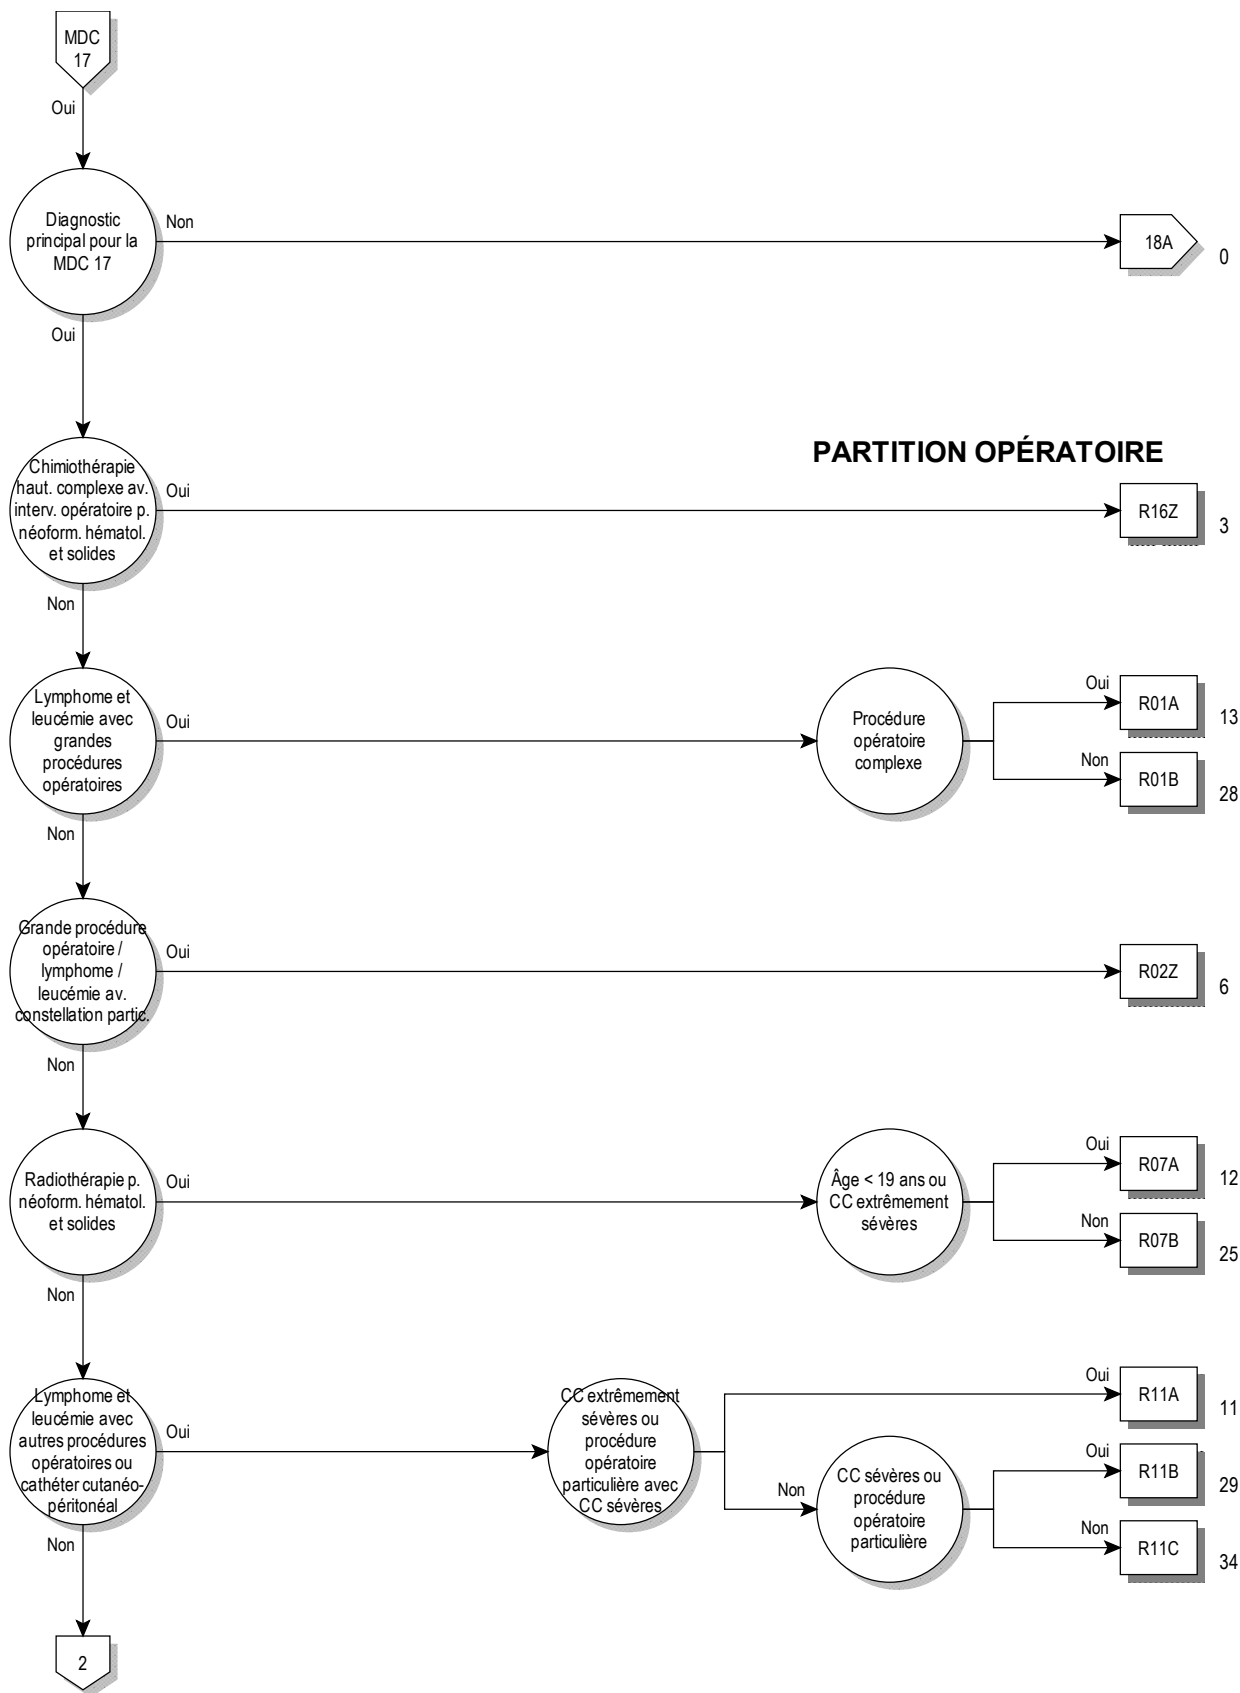 MDC
17
Oui
Diagnostic
principal pour la
MDC 17
Non
18A
0
Oui
PARTITION OPÉRATOIRE
Chimiothérapie
haut. complexe av.
interv. opératoire p.
néoform. hématol.
et solides
Oui
R16Z
3
Non
Lymphome et
leucémie avec
grandes
procédures
opératoires
Oui
Procédure
opératoire
complexe
Oui
R01A
13
Non
R01B
28
Non
Grande procédure
opératoire /
lymphome /
leucémie av.
constellation partic.
Oui
R02Z
6
Non
Radiothérapie p.
néoform. hématol.
et solides
Oui
Âge < 19 ans ou
CC extrêmement
sévères
Oui
R07A
12
Non
R07B
25
Non
Lymphome et
leucémie avec
autres procédures
opératoires ou
cathéter cutanéo-
péritonéal
Oui
CC extrêmement
sévères ou
procédure
opératoire
particulière avec
CC sévères
Oui
R11A
11
Non
CC sévères ou
procédure
opératoire
particulière
Oui
R11B
29
Non
R11C
34
Non
2